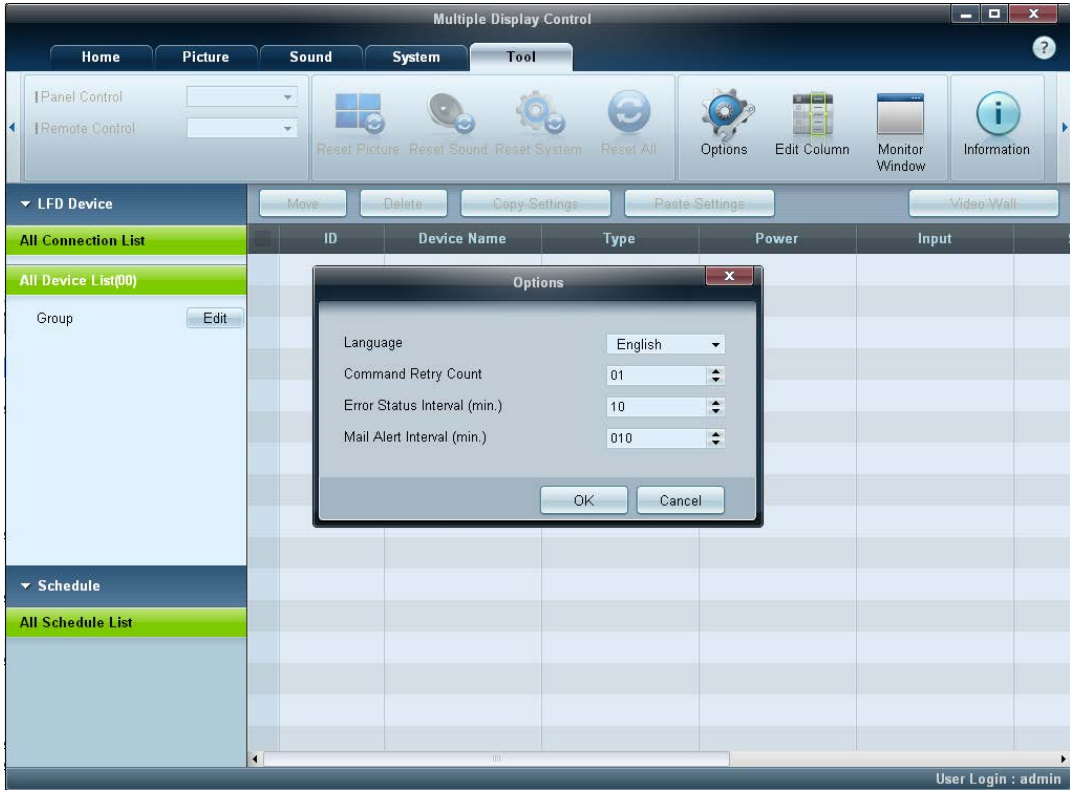 Multiple Display Control
Home Picture Sound System Tool
Panel Control
Remote Control
Reset Picture Reset Sound Reset System Reset All
Options Edit Column Monitor Window Information
LFD Device
Move Delete Copy Settings Paste Settings Video Wall
All Connection List
ID Device Name Type Power Input
All Device List(00)
Group Edit
Options
Language English
Command Retry Count 01
Error Status Interval (min.) 10
Mail Alert Interval (min.) 010
OK Cancel
Schedule
All Schedule List
User Login : admin